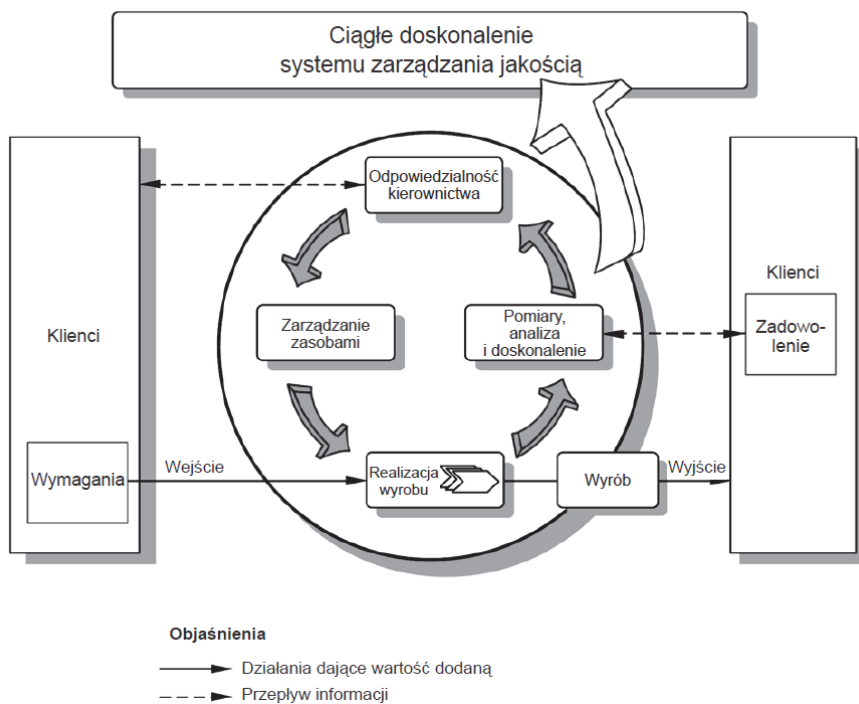 Ciągłe doskonalenie
systemu zarządzania jakością
Odpowiedzialność
kierownictwa
Klienci
Zarządzanie
zasobami
Pomiary,
analiza
i doskonalenie
Klienci
Zadowo-
lenie
Wymagania
Wejście
Realizacja
wyrobu
Wyrób
Wyjście
Objaśnienia
Działania dające wartość dodaną
Przepływ informacji